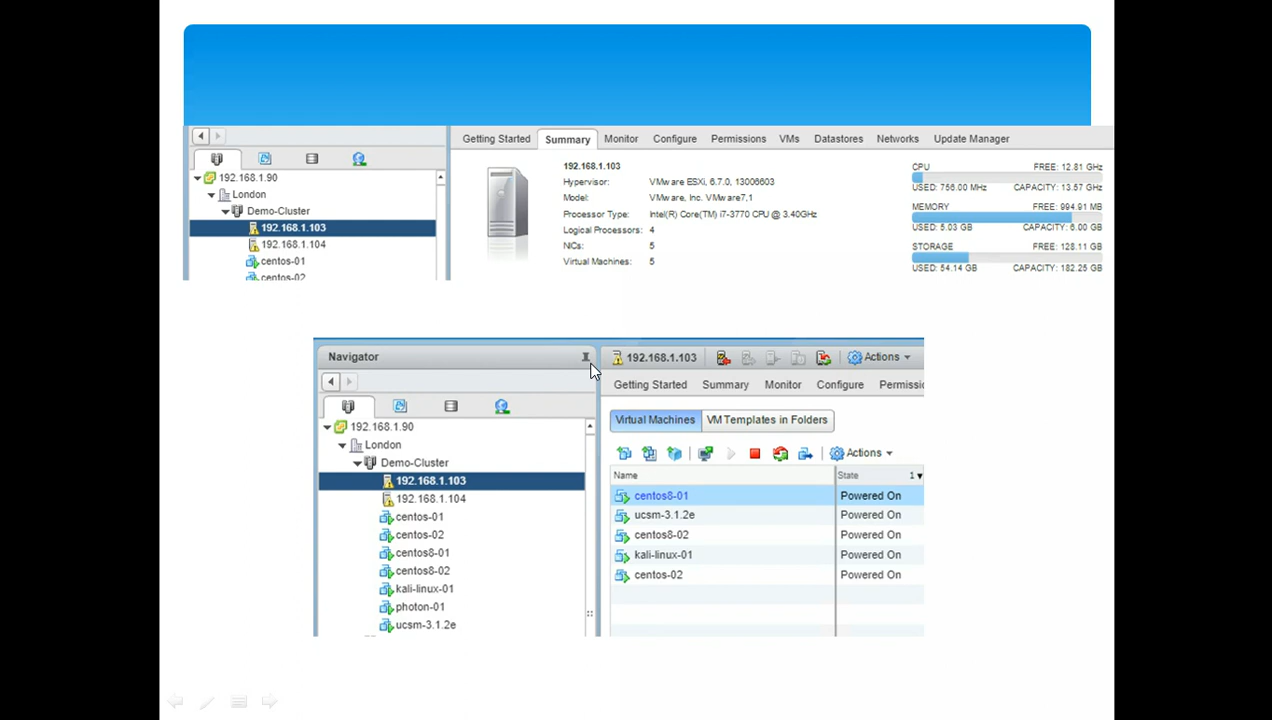 Getting Started Summary Monitor Configure Permissions VMs Datastores Networks Update Manager
192.168.1.90
London
Demo-Cluster
192.168.1.103
192.168.1.104
centos-01
centos-02
192.168.1.103
Hypervisor: VMware ESXi, 6.7.0, 13006603
Model: VMware, Inc. VMware7,1
Processor Type: Intel(R) Core(TM) i7-3770 CPU @ 3.40GHz
Logical Processors: 4
NICs: 5
Virtual Machines: 5
CPU FREE: 12.81 GHz
USED: 756.00 MHz CAPACITY: 13.57 GHz
MEMORY FREE: 994.91 MB
USED: 5.03 GB CAPACITY: 6.00 GB
STORAGE FREE: 128.11 GB
USED: 54.14 GB CAPACITY: 182.25 GB
Navigator
192.168.1.90
London
Demo-Cluster
192.168.1.103
192.168.1.104
centos-01
centos-02
centos8-01
centos8-02
kali-linux-01
photon-01
ucsm-3.1.2e
192.168.1.103 Actions
Getting Started Summary Monitor Configure Permissi
Virtual Machines VM Templates in Folders
Actions
Name State 1
centos8-01 Powered On
ucsm-3.1.2e Powered On
centos8-02 Powered On
kali-linux-01 Powered On
centos-02 Powered On